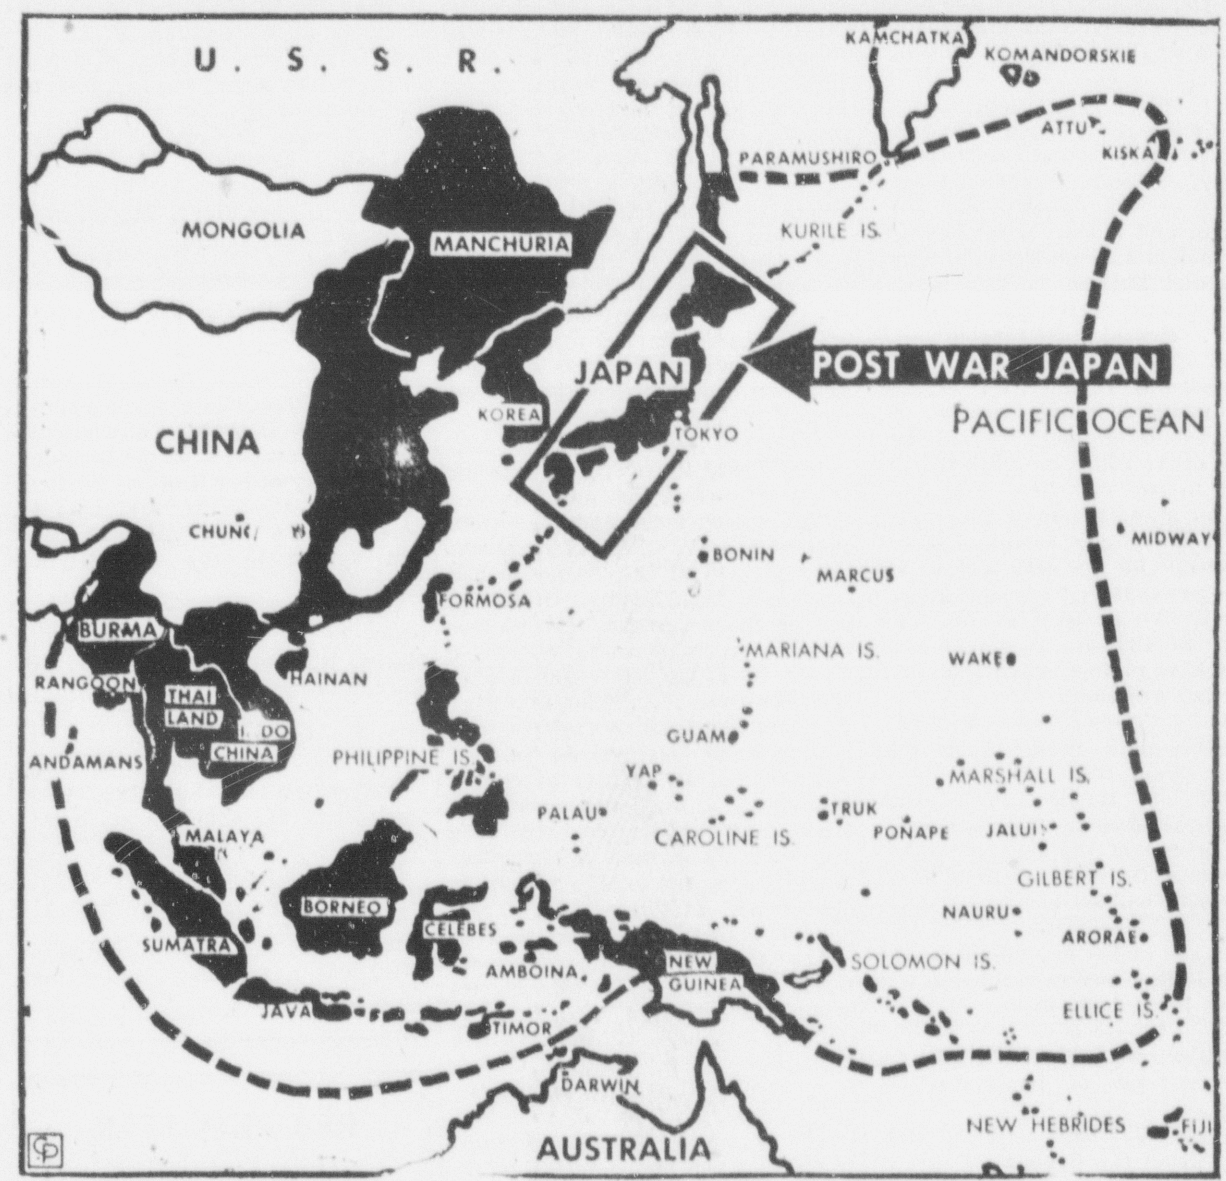 U. S. S. R.
KAMCHATKA
KOMANDORSKIE
ATTU
KISKA
PARAMUSHIRO
KURILE IS.
MONGOLIA
MANCHURIA
JAPAN
POST WAR JAPAN
PACIFIC OCEAN
KOREA
TOKYO
CHINA
MIDWAY
BONIN
MARCUS
FORMOSA
BURMA
MARIANA IS.
WAKE
RANGOON
HAINAN
THAI
LAND
CHINA
GUAM
ANDAMANS
PHILIPPINE IS.
YAP
MARSHALL IS.
PALAU
TRUK
PONAPE
CAROLINE IS.
MALAYA
GILBERT IS.
BORNEO
NAURU
CELEBES
ARORAE
SUMATRA
AMBOINA
NEW
GUINEA
SOLOMON IS.
JAVA
TIMOR
ELLICE IS.
DARWIN
NEW HEBRIDES
FIJI
AUSTRALIA
CP